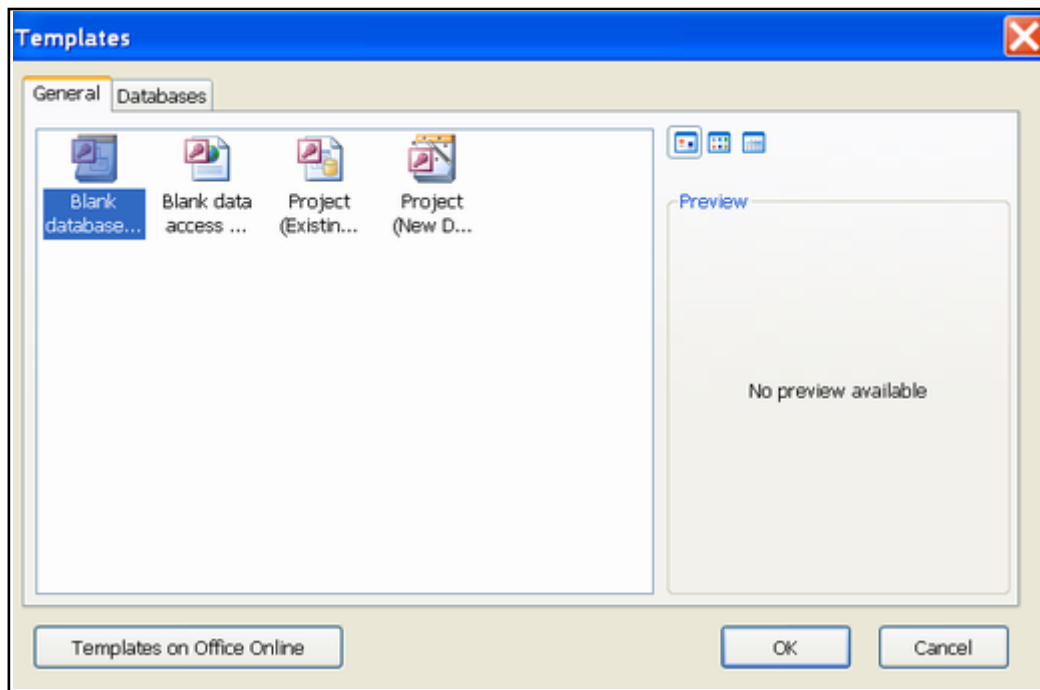 Templates
General
Databases
Blank
database...
Blank data
access ...
Project
(Existin...
Project
(New D...
Preview
No preview available
Templates on Office Online
OK
Cancel